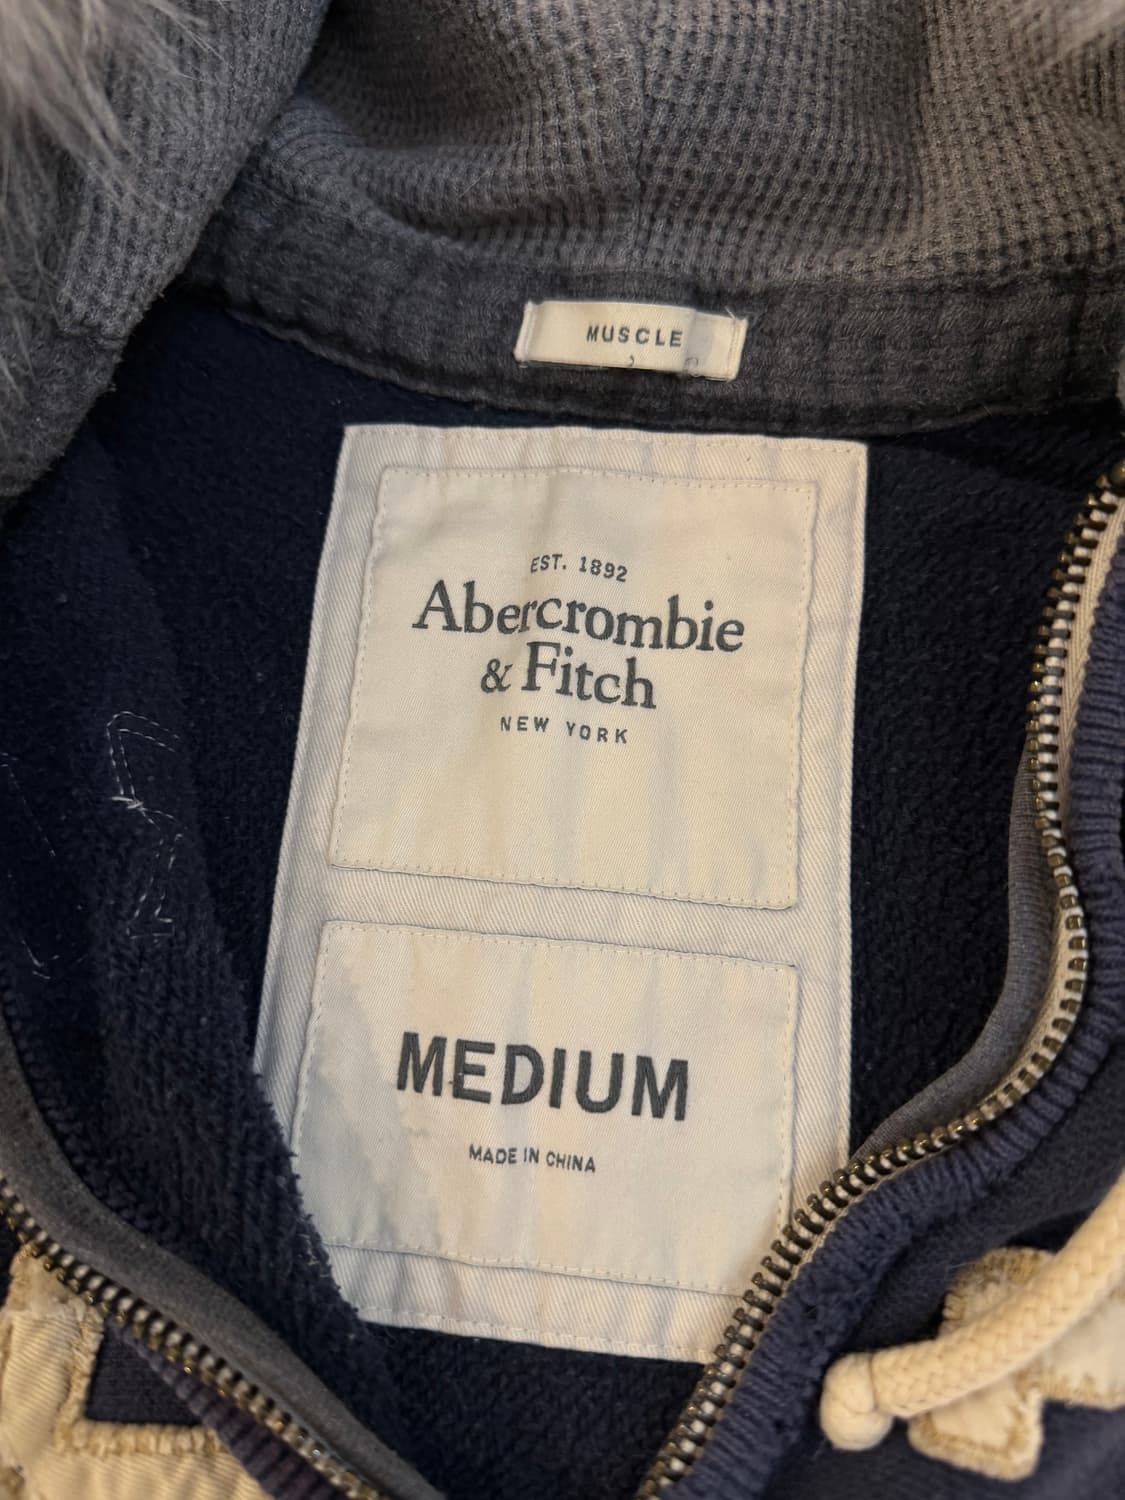 MUSCLE
EST. 1892
Abercrombie
& Fitch
NEW YORK
MEDIUM
MADE IN CHINA